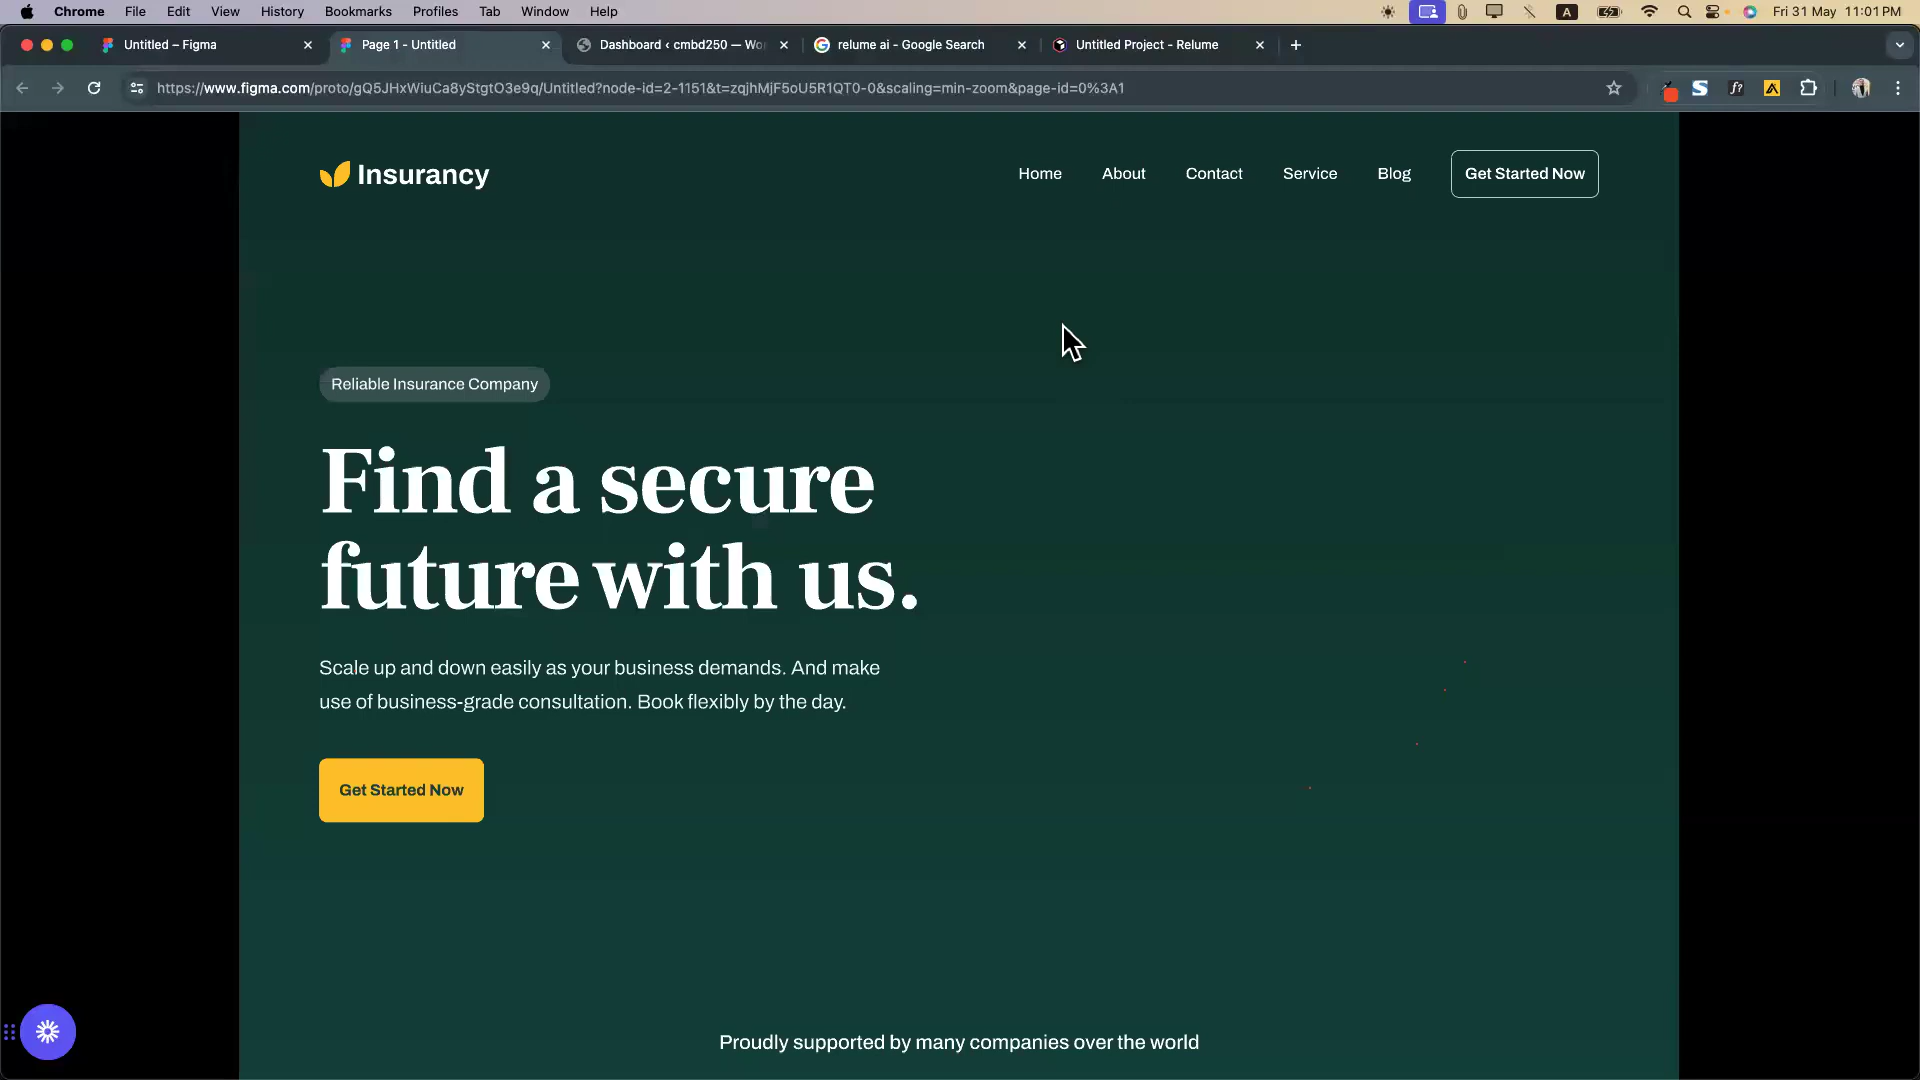 Chrome File Edit View History Bookmarks Profiles Tab Window Help
A
Fri 31 May 11:01 PM
Untitled – Figma
Page 1 - Untitled
Dashboard ‹ cmbd250 — Wo
relume ai - Google Search
Untitled Project - Relume
https://www.figma.com/proto/gQ5JHxWiuCa8yStgtO3e9q/Untitled?node-id=2-1151&t=zqjhMjF5oU5R1QT0-0&scaling=min-zoom&page-id=0%3A1
S
f?
Insurancy
Home About Contact Service Blog Get Started Now
Reliable Insurance Company
Find a secure
future with us.
Scale up and down easily as your business demands. And make
use of business-grade consultation. Book flexibly by the day.
Get Started Now
Proudly supported by many companies over the world